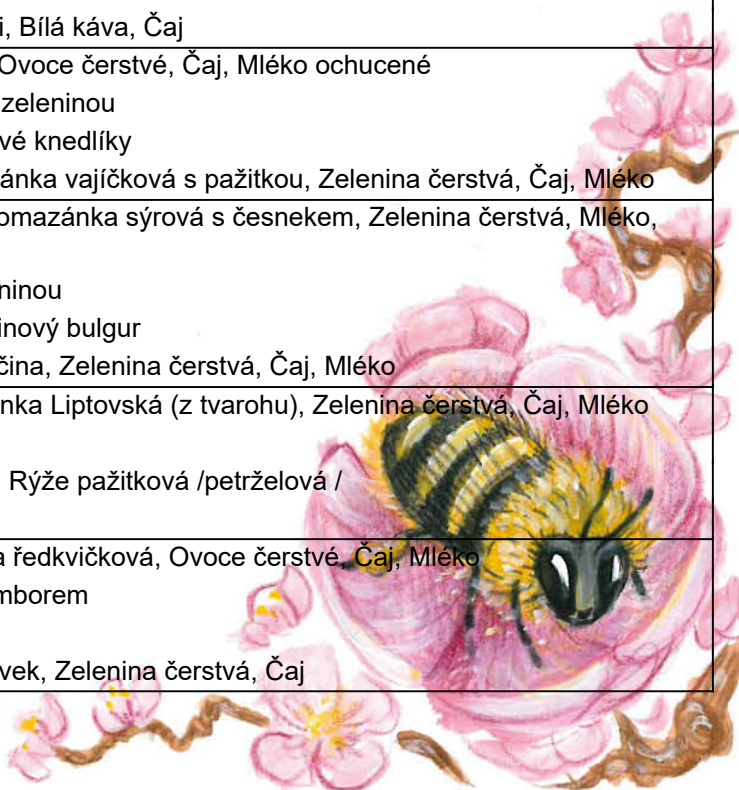 i, Bílá káva, Čaj
Ovoce čerstvé, Čaj, Mléko ochucené
zeleninou
vé knedlíky
ánka vajíčková s pažitkou, Zelenina čerstvá, Čaj, Mléko
omazánka sýrová s česnekem, Zelenina čerstvá, Mléko,
ninou
inový bulgur
čina, Zelenina čerstvá, Čaj, Mléko
nka Liptovská (z tvarohu), Zelenina čerstvá, Čaj, Mléko
Rýže pažitková /petrželová /
a ředkvičková, Ovoce čerstvé, Čaj, Mléko
mborem
vek, Zelenina čerstvá, Čaj